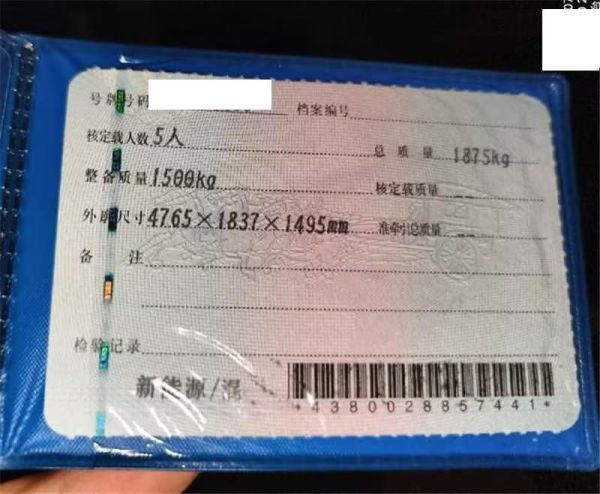 号牌号码 档案编号
核定载人数 5人 总质量 1875kg
整备质量 1500kg 核定载质量 --
外廓尺寸 4765×1837×1495mm 准牵引总质量 --
备注
检验记录
新能源/混
*4380028857441*